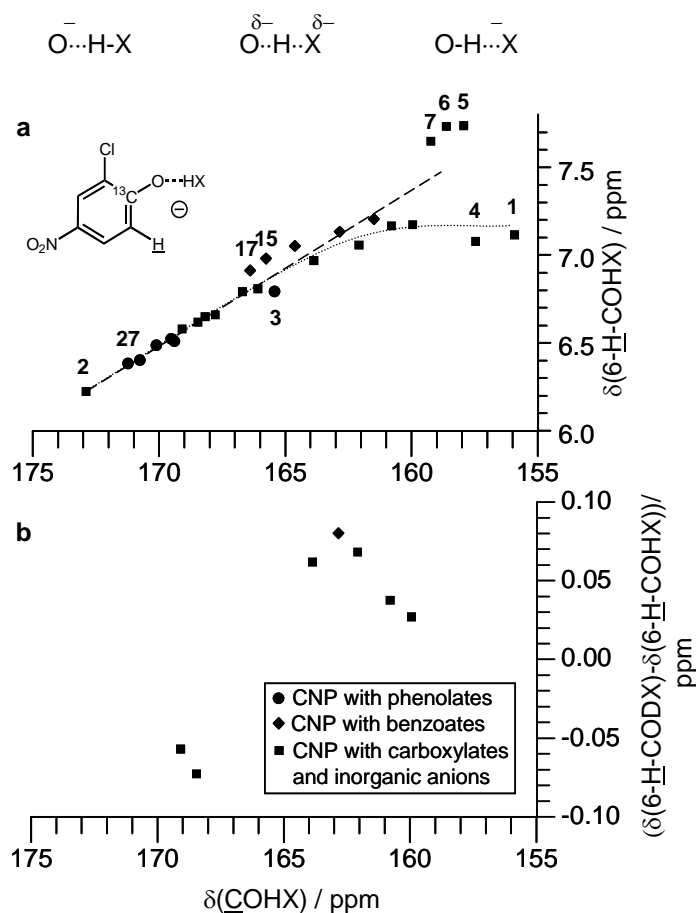 O̅···H-X
δ− δ−
O··H··X
O-H···X̅
a
Cl
13C O HX
⊖
O₂N H
7 6 5
17 15
4 1
3
27
2
7.5
7.0
6.5
6.0
δ(6-H-COHX) / ppm
175 170 165 160 155
b
0.10
0.05
0.00
-0.05
-0.10
(δ(6-H-CODX)-δ(6-H-COHX))/
ppm
CNP with phenolates
CNP with benzoates
CNP with carboxylates
and inorganic anions
175 170 165 160 155
δ(COHX) / ppm